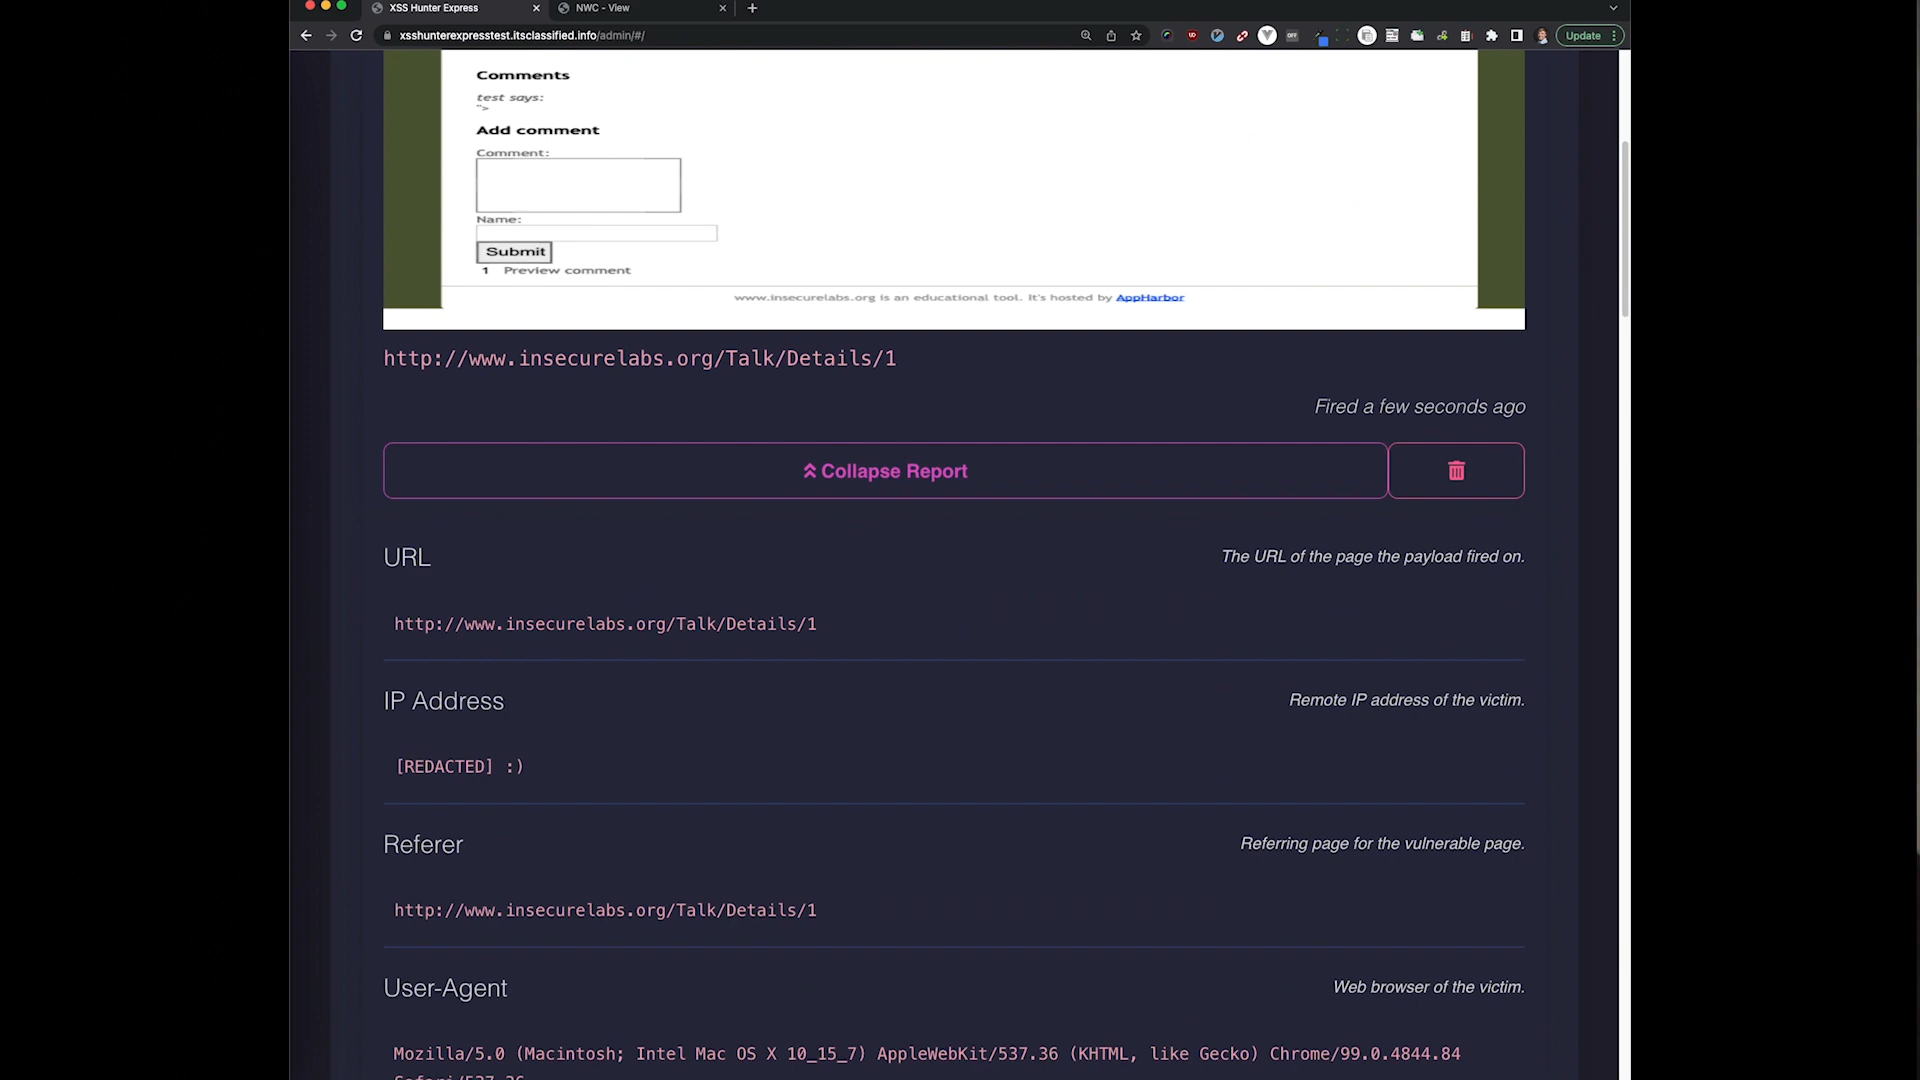 XSS Hunter Express
NWC - View
xsshunterexpresstest.itsclassified.info/admin/#/
Update
Comments
test says:
">
Add comment
Comment:
Name:
Submit
1 Preview comment
www.insecurelabs.org is an educational tool. It's hosted by AppHarbor
http://www.insecurelabs.org/Talk/Details/1
Fired a few seconds ago
Collapse Report
URL
The URL of the page the payload fired on.
http://www.insecurelabs.org/Talk/Details/1
IP Address
Remote IP address of the victim.
[REDACTED] :)
Referer
Referring page for the vulnerable page.
http://www.insecurelabs.org/Talk/Details/1
User-Agent
Web browser of the victim.
Mozilla/5.0 (Macintosh; Intel Mac OS X 10_15_7) AppleWebKit/537.36 (KHTML, like Gecko) Chrome/99.0.4844.84
Safari/537.36